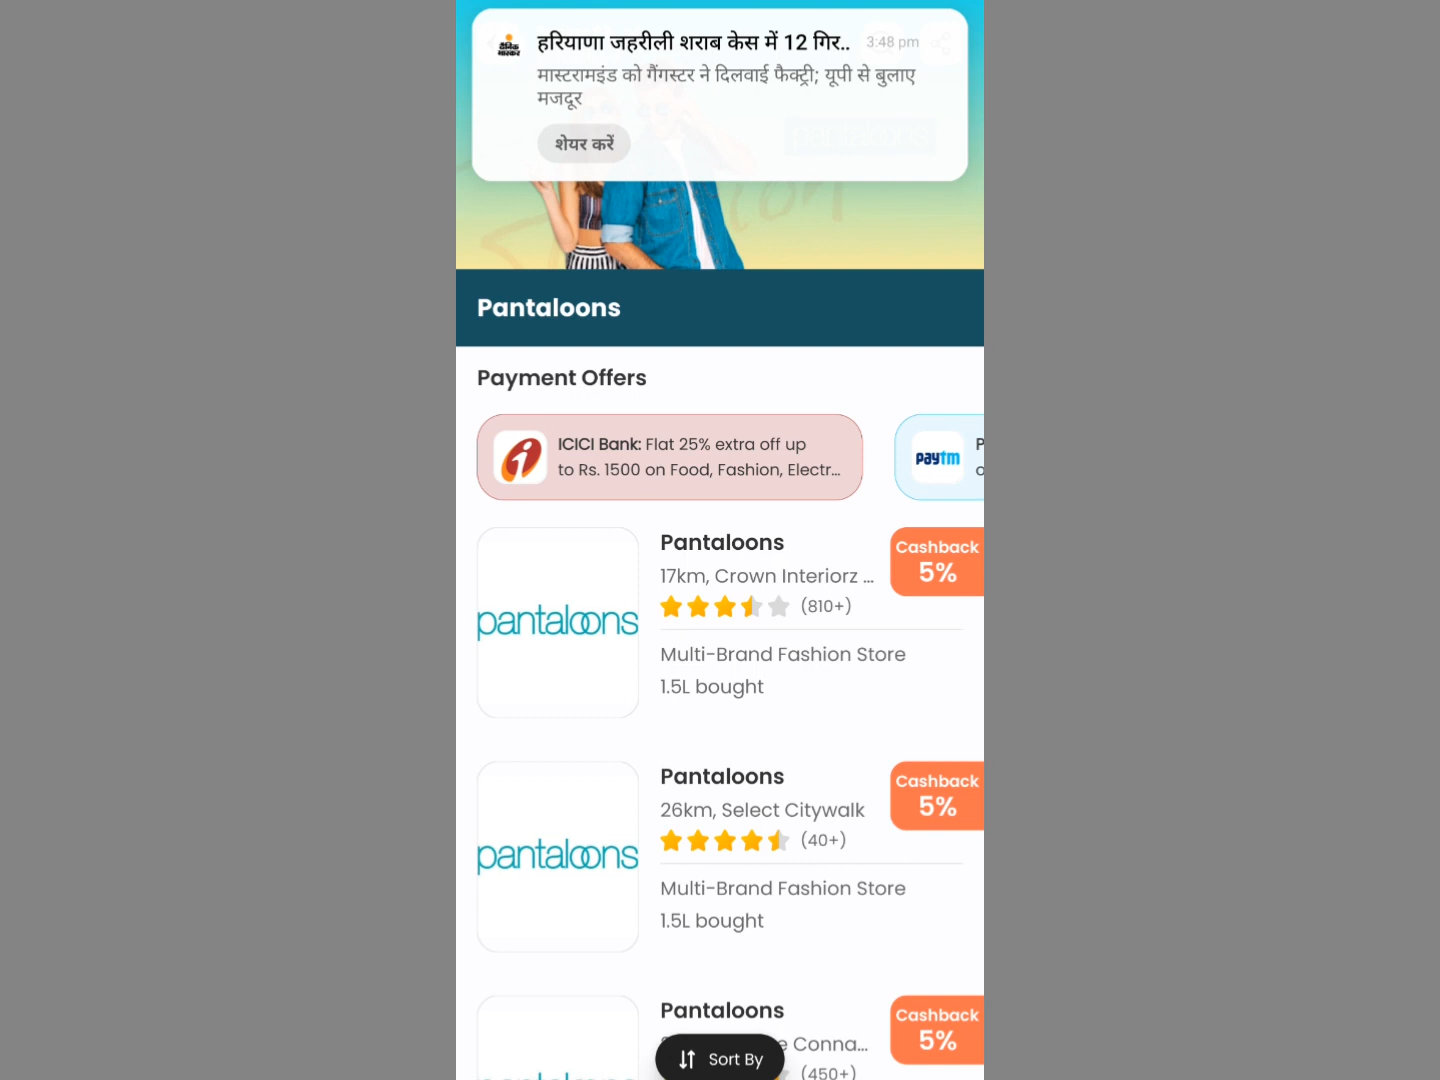 दैनिक
भास्कर
हरियाणा जहरीली शराब केस में 12 गिर..
3:48 pm
मास्टरमाइंड को गैंगस्टर ने दिलवाई फैक्ट्री; यूपी से बुलाए
मजदूर
शेयर करें
Pantaloons
Payment Offers
ICICI Bank: Flat 25% extra off up
to Rs. 1500 on Food, Fashion, Electr...
paytm
Pantaloons
17km, Crown Interiorz ...
(810+)
Multi-Brand Fashion Store
1.5L bought
Cashback
5%
pantaloons
Pantaloons
26km, Select Citywalk
(40+)
Multi-Brand Fashion Store
1.5L bought
Cashback
5%
pantaloons
Pantaloons
Conna...
(450+)
Cashback
5%
Sort By